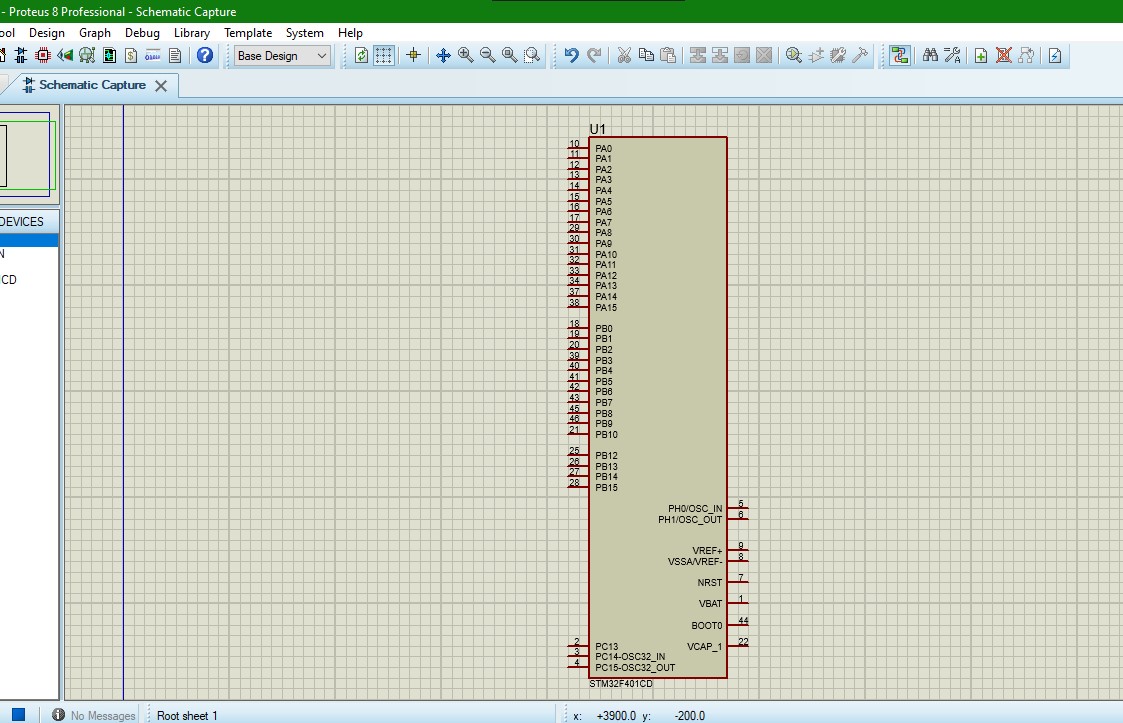 - Proteus 8 Professional - Schematic Capture
ool Design Graph Debug Library Template System Help
Base Design
Schematic Capture
DEVICES
N
CD
U1
10 PA0
11 PA1
12 PA2
13 PA3
14 PA4
15 PA5
16 PA6
17 PA7
29 PA8
30 PA9
31 PA10
32 PA11
33 PA12
34 PA13
37 PA14
38 PA15
18 PB0
19 PB1
20 PB2
39 PB3
40 PB4
41 PB5
42 PB6
43 PB7
45 PB8
46 PB9
21 PB10
25 PB12
26 PB13
27 PB14
28 PB15
PH0/OSC_IN 5
PH1/OSC_OUT 6
VREF+ 9
VSSA/VREF- 8
NRST 7
VBAT 1
BOOT0 44
2 PC13 VCAP_1 22
3 PC14-OSC32_IN
4 PC15-OSC32_OUT
STM32F401CD
No Messages Root sheet 1 x: +3900.0 y: -200.0